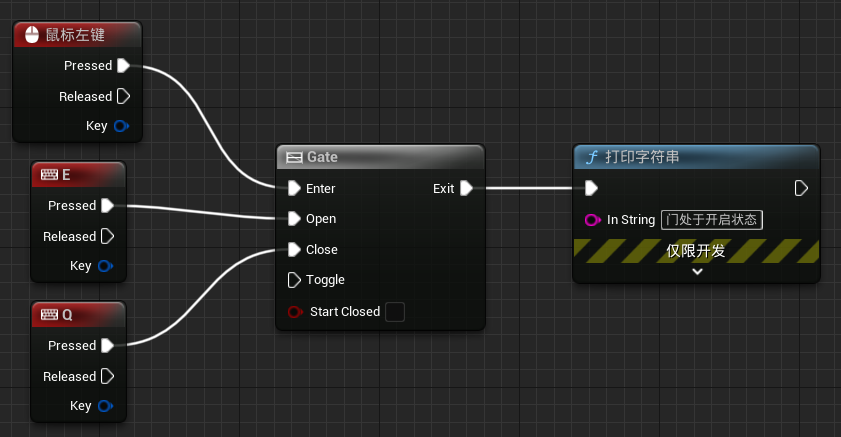 鼠标左键
Pressed
Released
Key
E
Pressed
Released
Key
Q
Pressed
Released
Key
Gate
Enter Exit
Open
Close
Toggle
Start Closed
f 打印字符串
In String 门处于开启状态
仅限开发